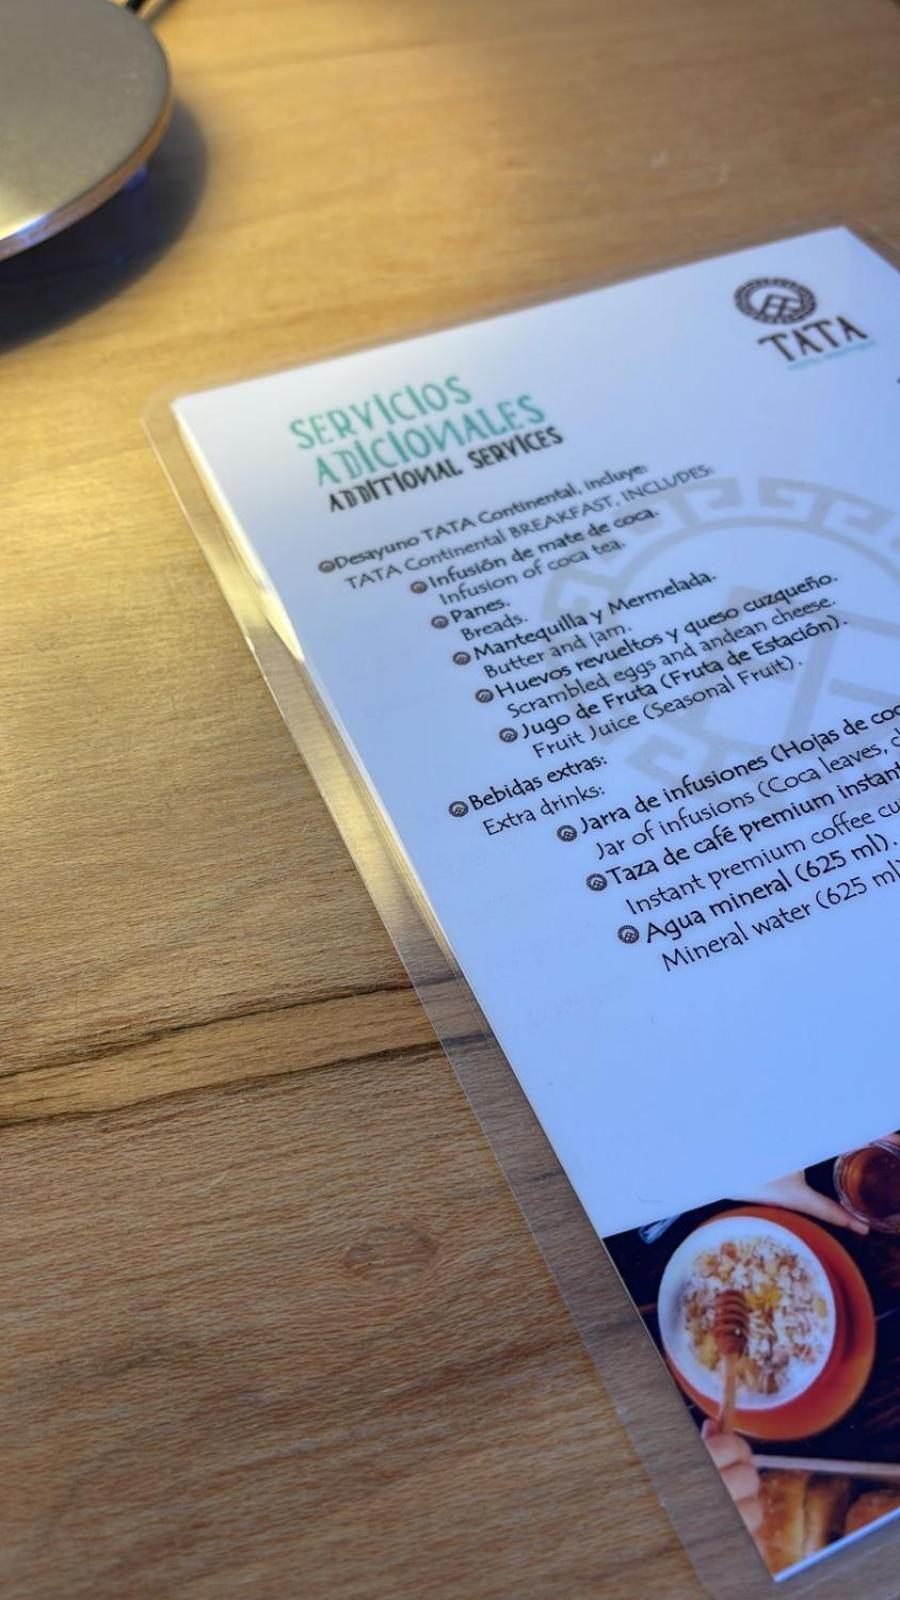 TATA
SERVICIOS
ADICIONALES
ADDITIONAL SERVICES
Desayuno TATA Continental, incluye:
TATA Continental BREAKFAST, INCLUDES:
Infusión de mate de coca.
Infusion of coca tea.
Panes.
Breads.
Mantequilla y Mermelada.
Butter and jam.
Huevos revueltos y queso cuzqueño.
Scrambled eggs and andean cheese.
Jugo de Fruta (Fruta de Estación).
Fruit Juice (Seasonal Fruit).
Bebidas extras:
Extra drinks:
Jarra de infusiones (Hojas de
Jar of infusions (Coca leaves,
Taza de café premium
Instant premium coffee
Agua mineral (625 ml).
Mineral water (625 ml